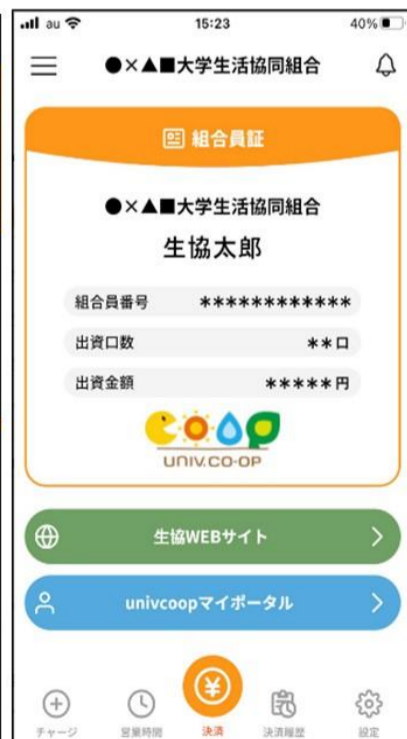 au 15:23 40%
●×▲■大学生活協同組合
組合員証
●×▲■大学生活協同組合
生協太郎
組合員番号 ************
出資口数 **口
出資金額 *****円
UNIV.CO-OP
生協WEBサイト
univcoopマイポータル
チャージ 営業時間 決済 決済履歴 設定